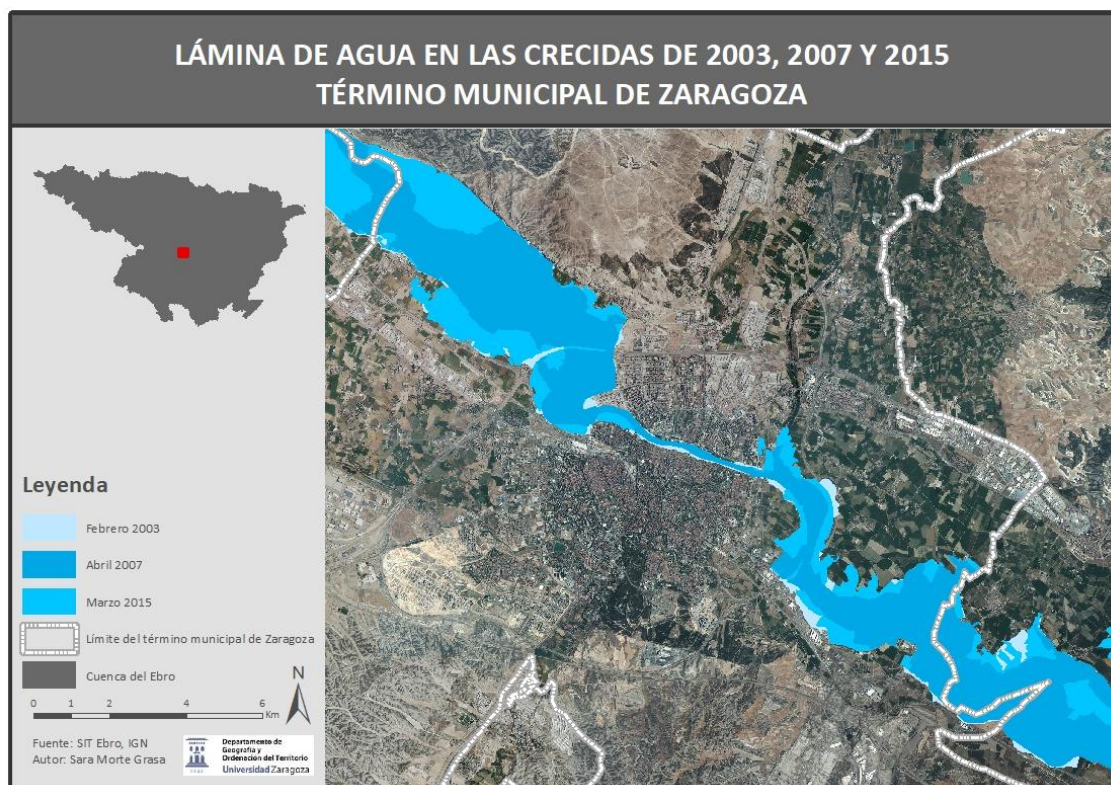 LÁMINA DE AGUA EN LAS CRECIDAS DE 2003, 2007 Y 2015
TÉRMINO MUNICIPAL DE ZARAGOZA
Leyenda
Febrero 2003
Abril 2007
Marzo 2015
Límite del término municipal de Zaragoza
Cuenca del Ebro
N
0 1 2 4 6
Km
Fuente: SIT Ebro, IGN
Autor: Sara Morte Grasa
Departamento de
Geografía y
Ordenación del Territorio
Universidad Zaragoza